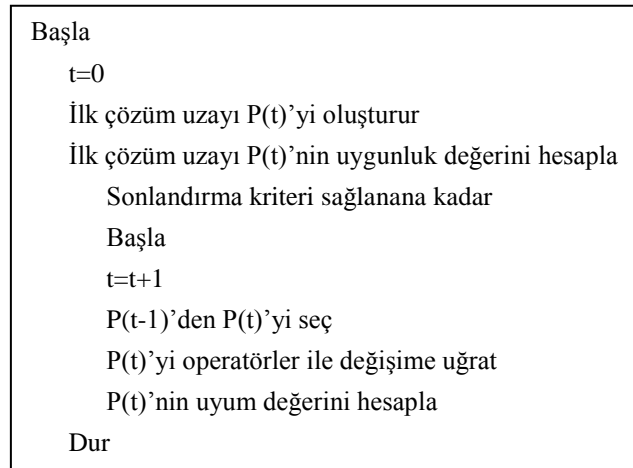 Başla
t=0
İlk çözüm uzayı P(t)’yi oluşturur
İlk çözüm uzayı P(t)’nin uygunluk değerini hesapla
Sonlandırma kriteri sağlanana kadar
Başla
t=t+1
P(t-1)’den P(t)’yi seç
P(t)’yi operatörler ile değişime uğrat
P(t)’nin uyum değerini hesapla
Dur